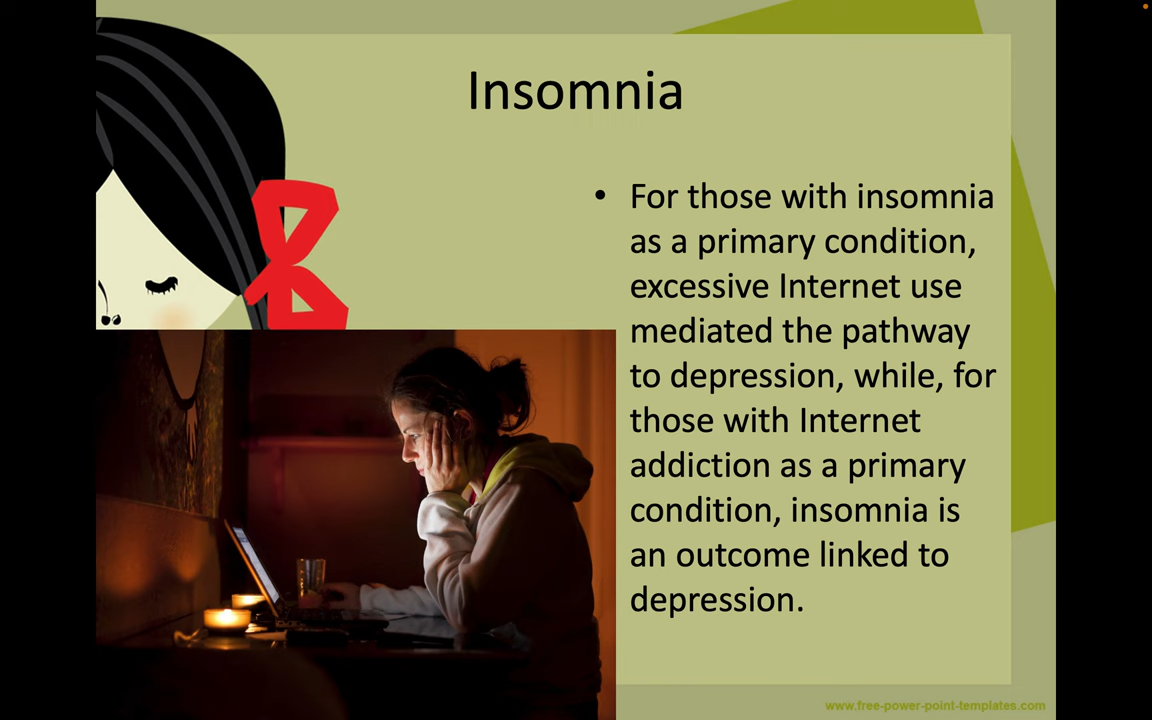 Insomnia
• For those with insomnia
as a primary condition,
excessive Internet use
mediated the pathway
to depression, while, for
those with Internet
addiction as a primary
condition, insomnia is
an outcome linked to
depression.
www.free-power-point-templates.com